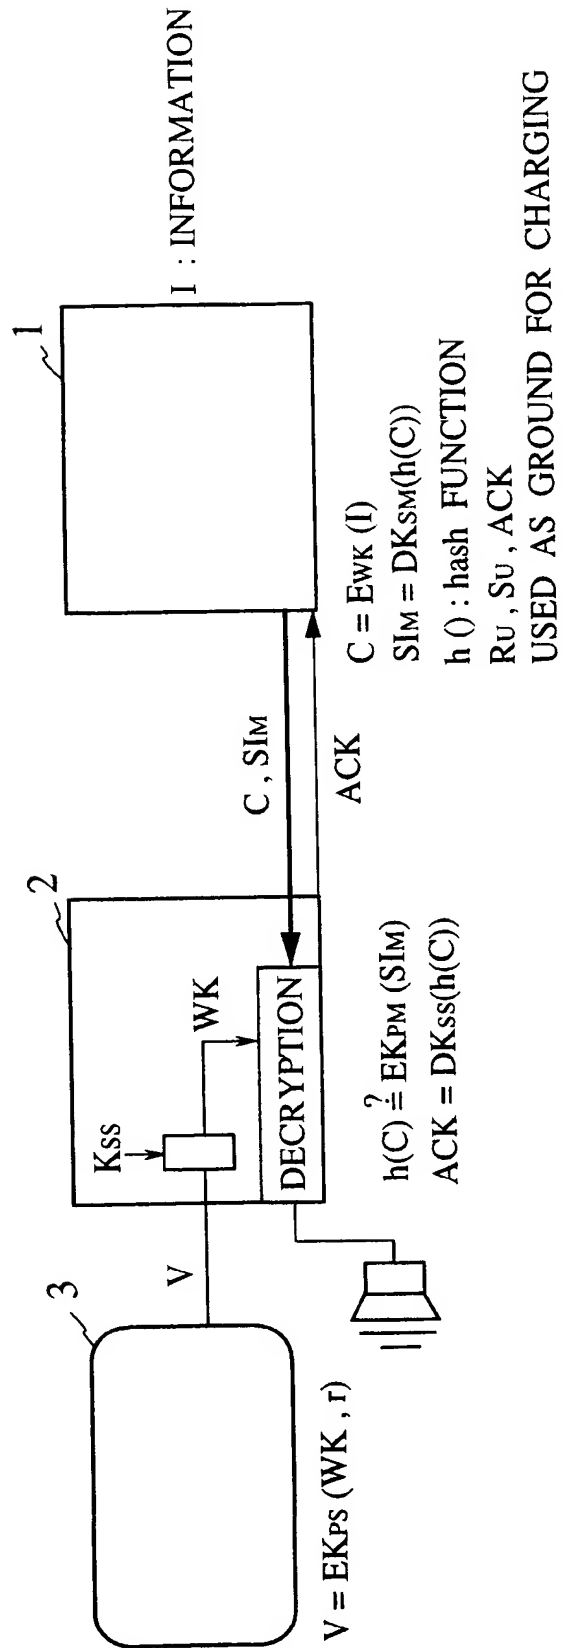 3
V
V = EKPS (WK , r)
2
KSS
WK
DECRYPTION
h(C) ≟ EKPM (SIM)
ACK = DKSS(h(C))
C , SIM
ACK
1
I : INFORMATION
C = EWK (I)
SIM = DKSM(h(C))
h () : hash FUNCTION
RU , SU , ACK
USED AS GROUND FOR CHARGING